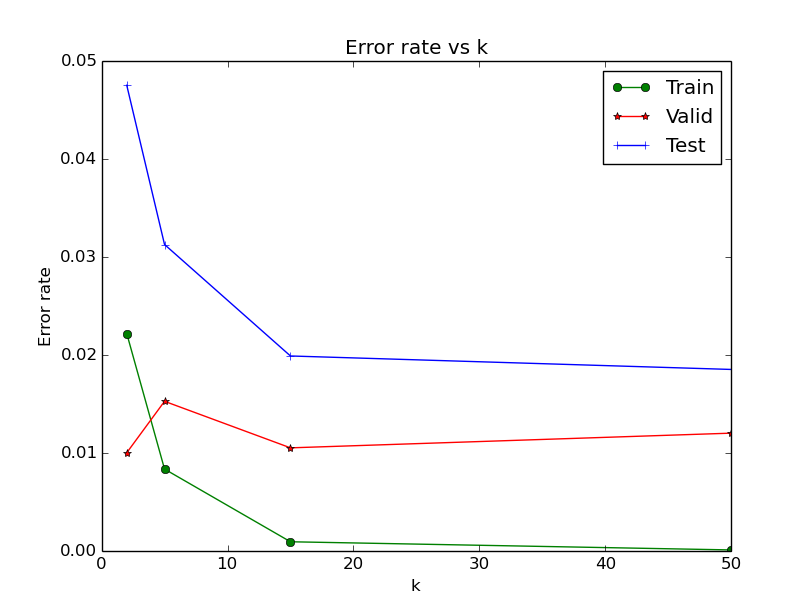 Error rate vs k
0.05
0.04
0.03
0.02
0.01
0.00
Error rate
Train
Valid
Test
0 10 20 30 40 50
k